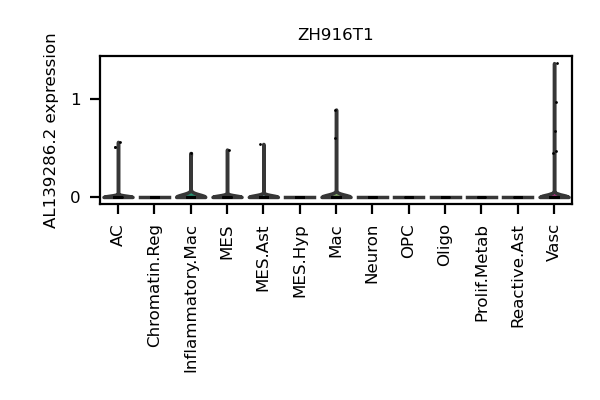 ZH916T1
AL139286.2 expression
1
0
AC
Chromatin.Reg
Inflammatory.Mac
MES
MES.Ast
MES.Hyp
Mac
Neuron
OPC
Oligo
Prolif.Metab
Reactive.Ast
Vasc